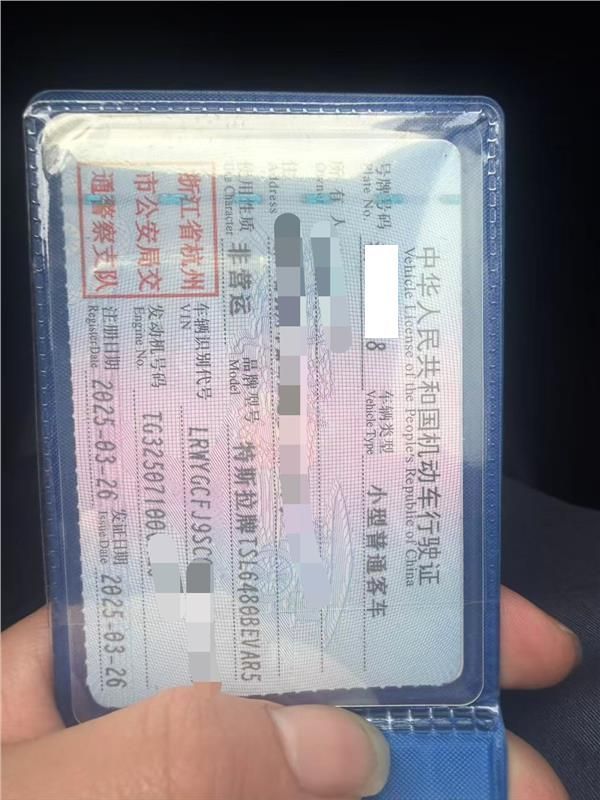 中华人民共和国机动车行驶证
Vehicle License of the People's Republic of China
号牌号码 8 车辆类型 小型普通客车
Plate No. Vehicle Type
所有人
Owner
住
Address
使用性质 非营运 品牌型号 特斯拉牌TSL6480BEVAR5
Use Character Model
浙江省杭州
市公安局交
通警察支队
车辆识别代号 LRWYGCFJ9SC
VIN
发动机号码 TG32507100
Engine No.
注册日期 2025-03-26 发证日期 2025-03-26
Register Date Issue Date